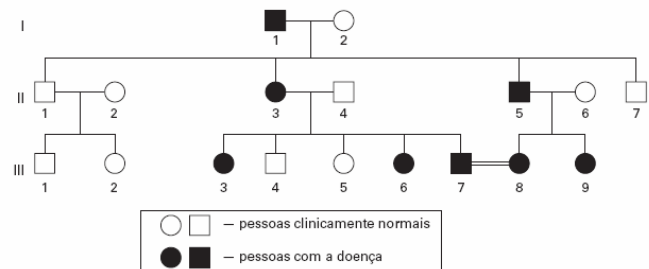 I
1 2
II
1 2 3 4 5 6 7
III
1 2 3 4 5 6 7 8 9
— pessoas clinicamente normais
— pessoas com a doença